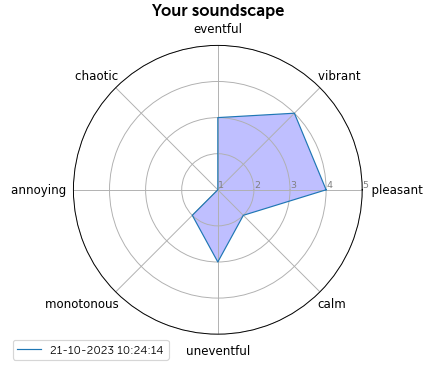 Your soundscape
eventful
chaotic
vibrant
annoying
1 2 3 4 5
pleasant
monotonous
calm
uneventful
21-10-2023 10:24:14